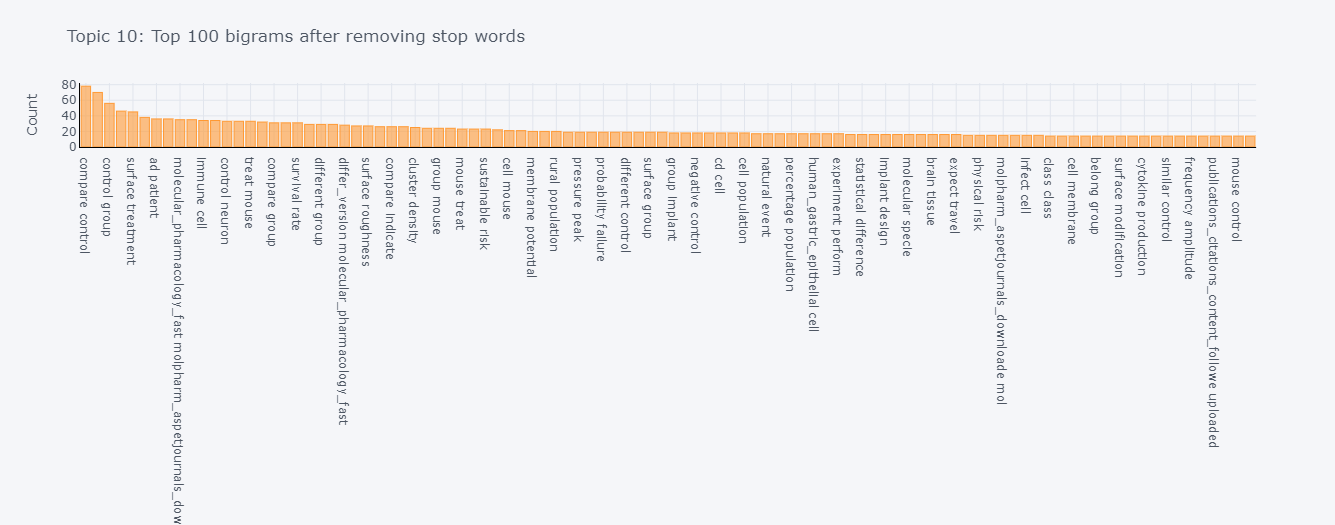 Topic 10: Top 100 bigrams after removing stop words
Count
80
60
40
20
0
compare control
control group
surface treatment
ad patient
molecular_pharmacology_fast molpharm_aspetjournals_dow
immune cell
control neuron
treat mouse
compare group
survival rate
different group
differ_version molecular_pharmacology_fast
surface roughness
compare indicate
cluster density
group mouse
mouse treat
sustainable risk
cell mouse
membrane potential
rural population
pressure peak
probability failure
different control
surface group
group implant
negative control
cd cell
cell population
natural event
percentage population
human_gastric_epithelial cell
experiment perform
statistical difference
implant design
molecular specie
brain tissue
expect travel
physical risk
molpharm_aspetjournals_downloade mol
infect cell
class class
cell membrane
belong group
surface modification
cytokine production
similar control
frequency amplitude
publications_citations_content_followe uploaded
mouse control